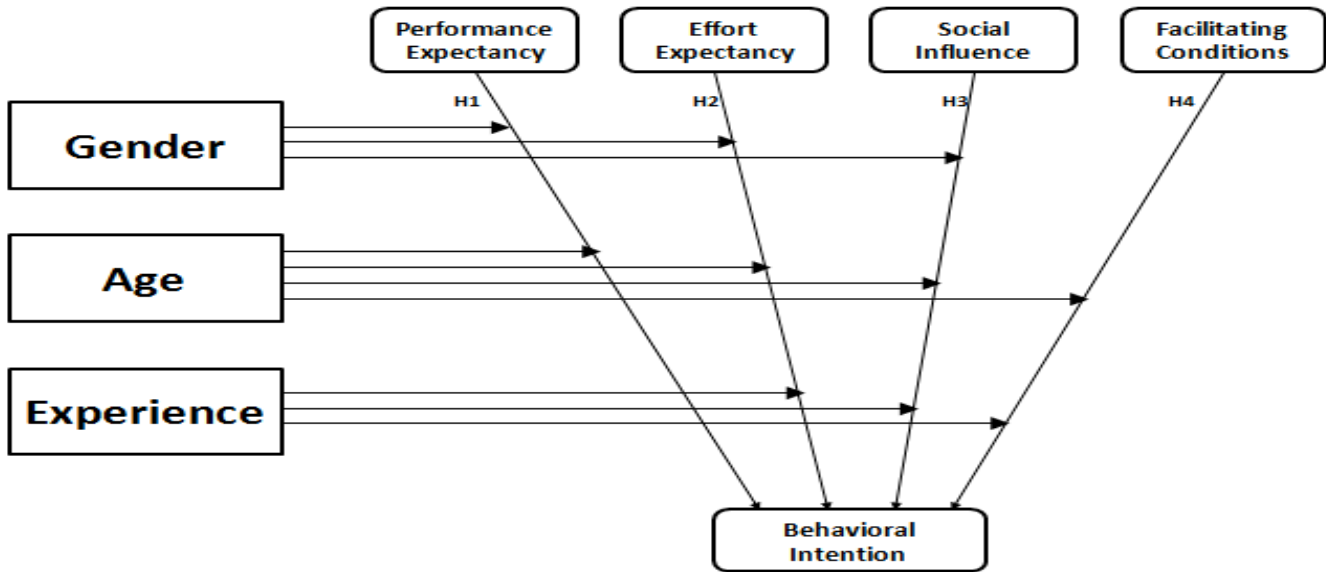 Performance
Expectancy
Effort
Expectancy
Social
Influence
Facilitating
Conditions
H1
H2
H3
H4
Gender
Age
Experience
Behavioral
Intention